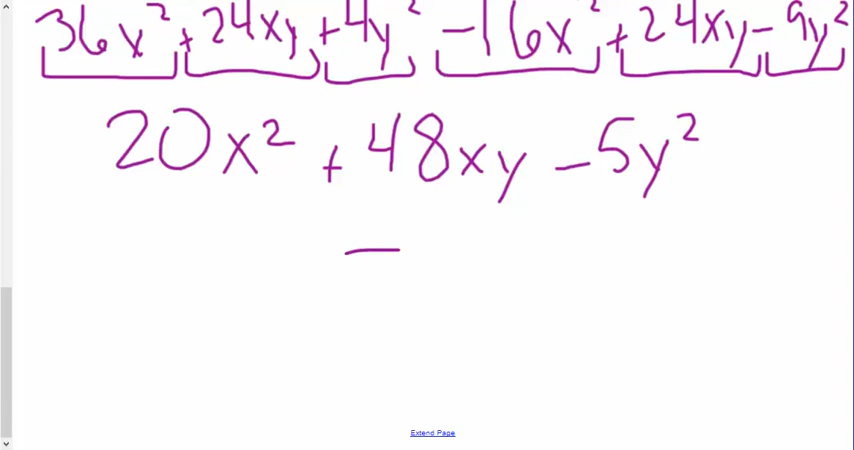 36x² + 24xy + 4y² - 16x² + 24xy - 9y²
20x² + 48xy - 5y²
Extend Page